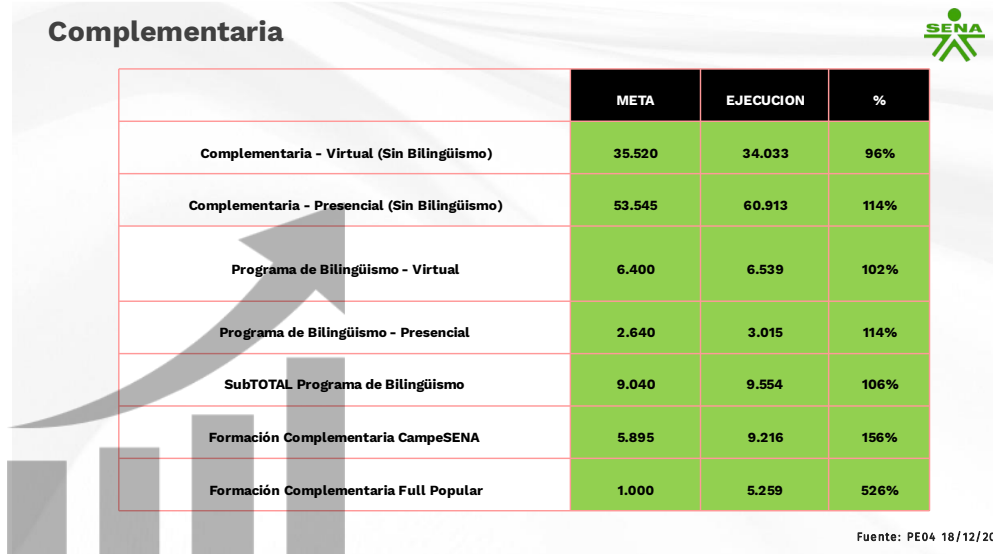 Complementaria
SENA
META EJECUCION %
Complementaria - Virtual (Sin Bilingüismo) 35.520 34.033 96%
Complementaria - Presencial (Sin Bilingüismo) 53.545 60.913 114%
Programa de Bilingüismo - Virtual 6.400 6.539 102%
Programa de Bilingüismo - Presencial 2.640 3.015 114%
SubTOTAL Programa de Bilingüismo 9.040 9.554 106%
Formación Complementaria CampeSENA 5.895 9.216 156%
Formación Complementaria Full Popular 1.000 5.259 526%
Fuente: PE04 18/12/20